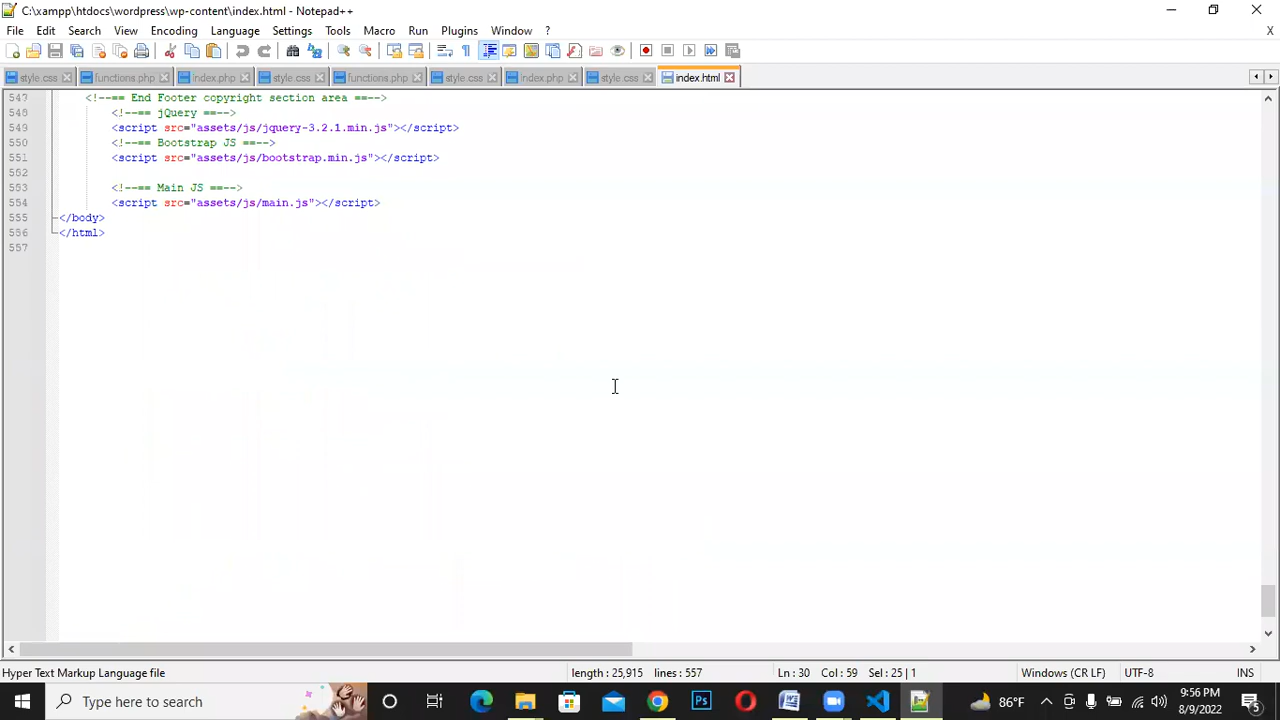 C:\xampp\htdocs\wordpress\wp-content\index.html - Notepad++
File Edit Search View Encoding Language Settings Tools Macro Run Plugins Window ? X
style.css functions.php index.php style.css functions.php style.css index.php style.css index.html
547 <!--== End Footer copyright section area ==-->
548 <!--== jQuery ==-->
549 <script src="assets/js/jquery-3.2.1.min.js"></script>
550 <!--== Bootstrap JS ==-->
551 <script src="assets/js/bootstrap.min.js"></script>
552
553 <!--== Main JS ==-->
554 <script src="assets/js/main.js"></script>
555 </body>
556 </html>
557
Hyper Text Markup Language file length : 25,915 lines : 557 Ln : 30 Col : 59 Sel : 25 | 1 Windows (CR LF) UTF-8 INS
Type here to search 86°F 9:56 PM
8/9/2022 5